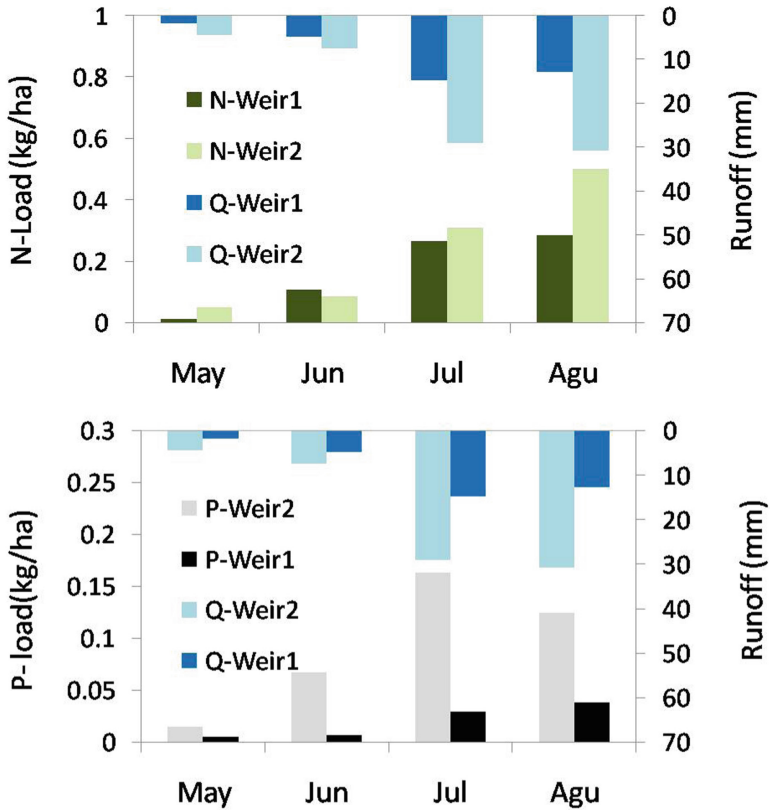 1
0
0.8
10
0.6
20
0.4
30
0.2
40
0
50
60
70
N-Load (kg/ha)
N-Weir1
N-Weir2
Q-Weir1
Q-Weir2
Runoff (mm)
May Jun Jul Agu
0.3
0
0.25
10
0.2
20
0.15
30
0.1
40
0.05
50
0
60
70
P- load(kg/ha)
P-Weir2
P-Weir1
Q-Weir2
Q-Weir1
Runoff (mm)
May Jun Jul Agu